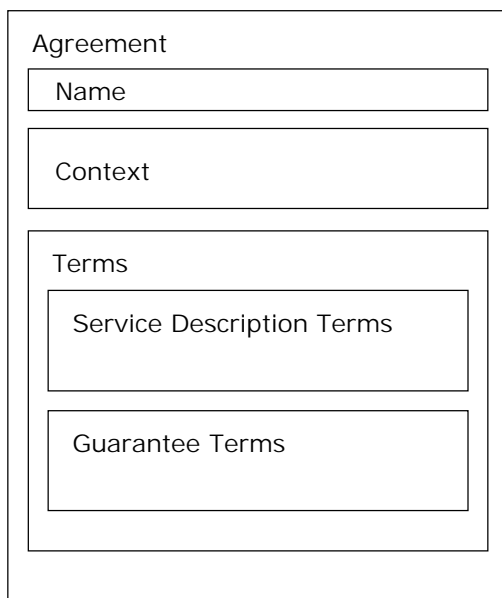 Agreement
Name
Context
Terms
Service Description Terms
Guarantee Terms